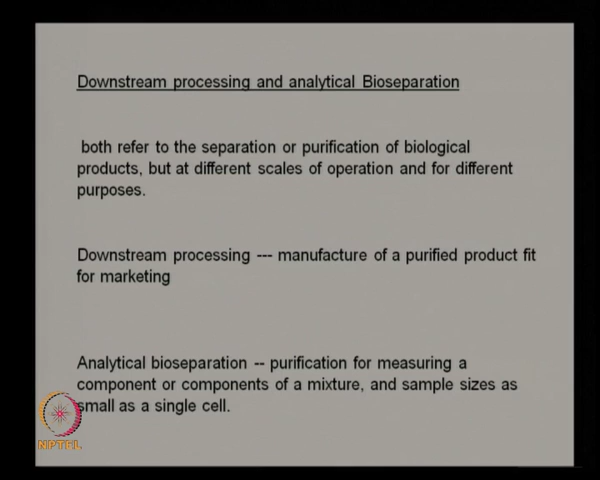 Downstream processing and analytical Bioseparation
both refer to the separation or purification of biological
products, but at different scales of operation and for different
purposes.
Downstream processing --- manufacture of a purified product fit
for marketing
Analytical bioseparation -- purification for measuring a
component or components of a mixture, and sample sizes as
small as a single cell.
NPTEL